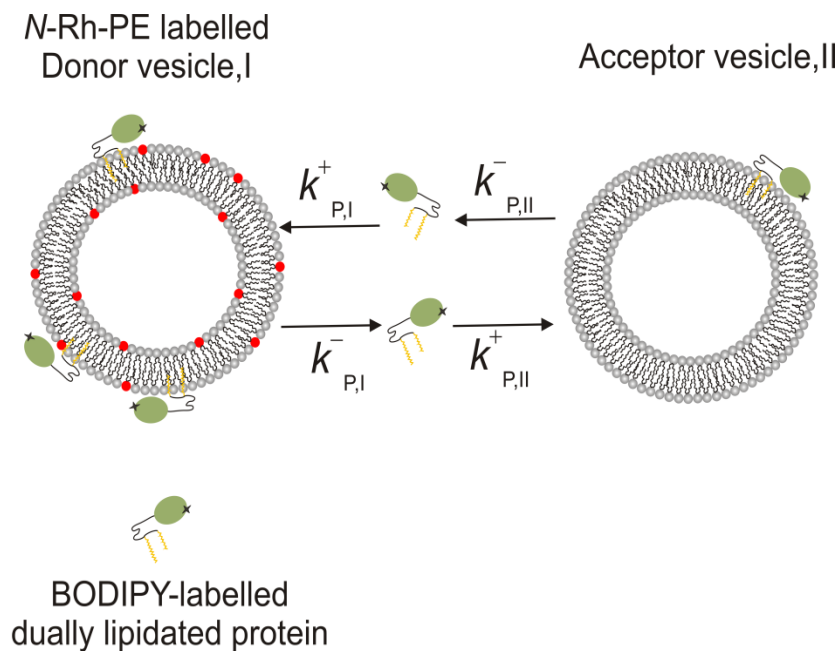 N-Rh-PE labelled
Donor vesicle,I
Acceptor vesicle,II
k⁺P,I
k⁻P,II
k⁻P,I
k⁺P,II
BODIPY-labelled
dually lipidated protein